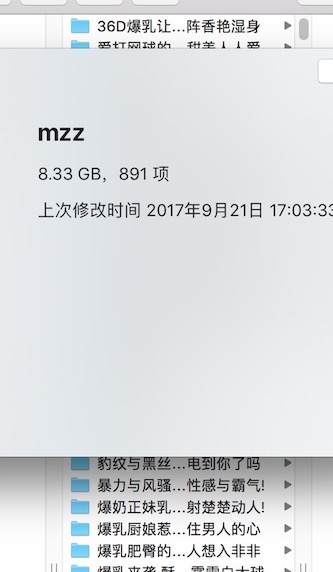 36D爆乳让...阵香艳湿身
爱打网球的...甜美人人爱
mzz
8.33 GB，891 项
上次修改时间 2017年9月21日 17:03:33
豹纹与黑丝...电到你了吗
暴力与风骚...性感与霸气!
爆奶正妹乳...射楚楚动人!
爆乳厨娘惹...住男人的心
爆乳肥臀的...人想入非非